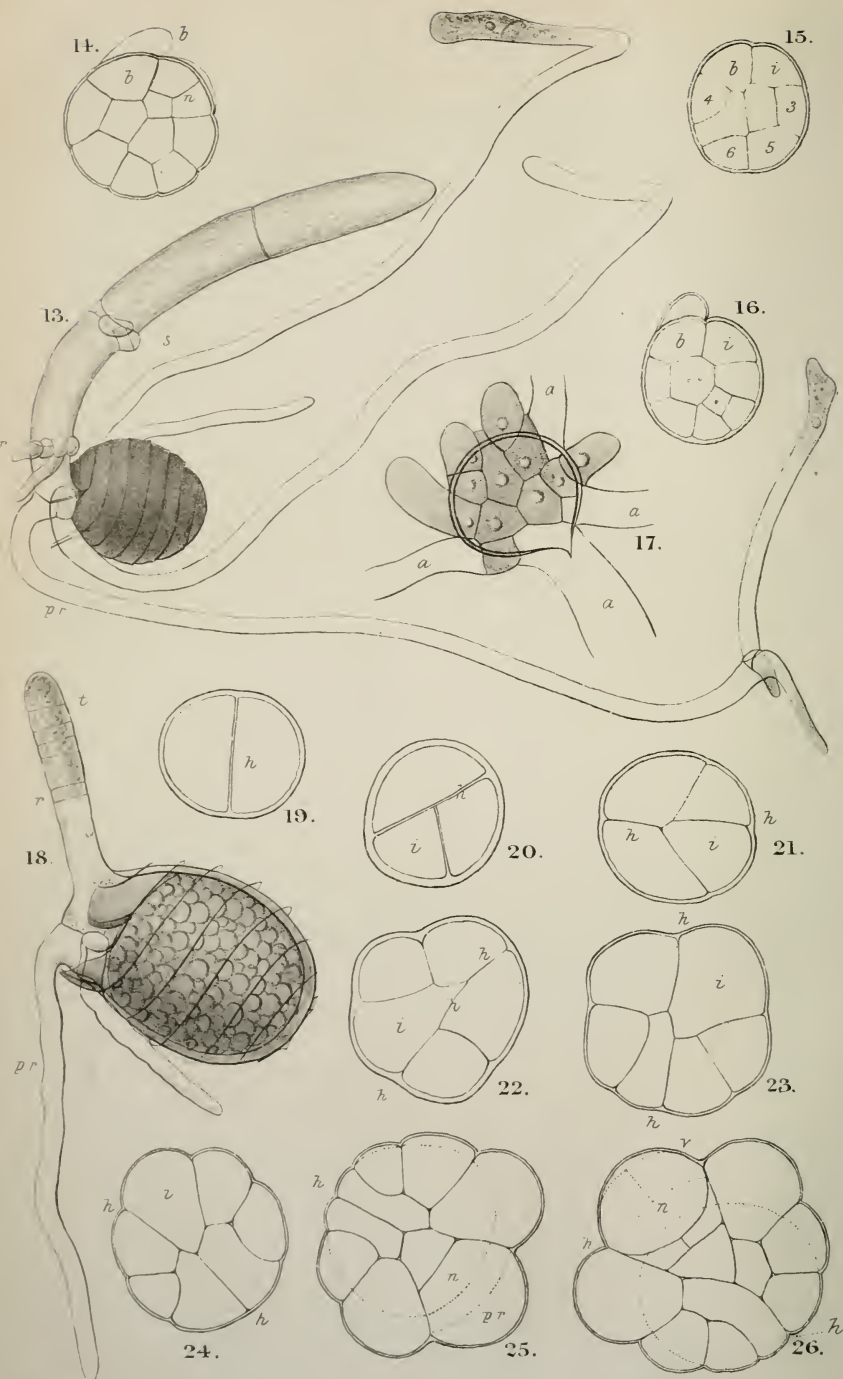 14.
b
b
n
15.
b
i
4
3
6
5
13.
s
r
pr
16.
b
i
17.
a
a
a
a
18.
t
r
pr
19.
h
20.
h
i
21.
h
h
i
22.
h
h
i
h
23.
h
i
h
24.
i
h
h
25.
h
n
pr
26.
v
n
h
h